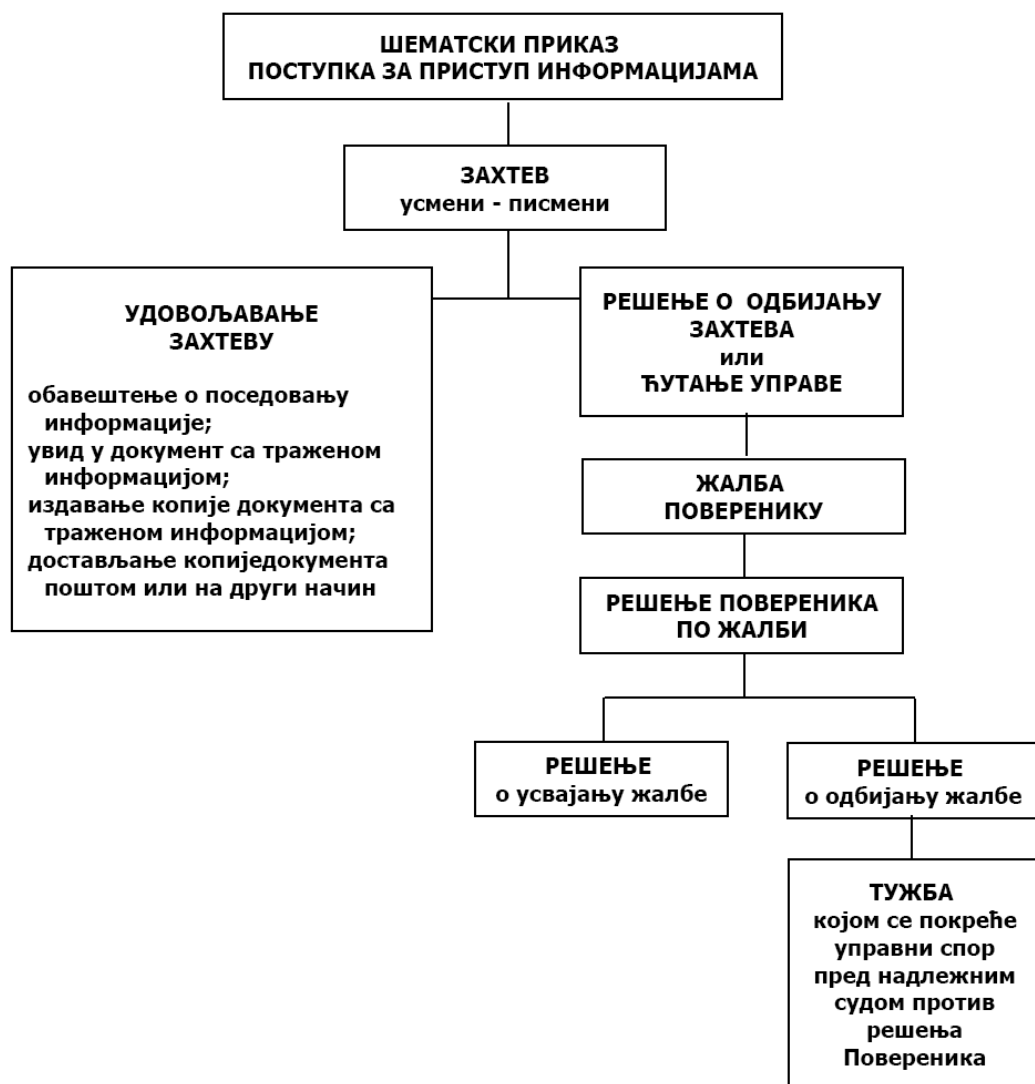 ШЕМАТСКИ ПРИКАЗ
ПОСТУПКА ЗА ПРИСТУП ИНФОРМАЦИЈАМА
ЗАХТЕВ
усмени - писмени
УДОВОЉАВАЊЕ
ЗАХТЕВУ
обавештење о поседовању
информације;
увид у документ са траженом
информацијом;
издавање копије документа са
траженом информацијом;
достављање копиједокумента
поштом или на други начин
РЕШЕЊЕ О ОДБИЈАЊУ
ЗАХТЕВА
или
ЋУТАЊЕ УПРАВЕ
ЖАЛБА
ПОВЕРЕНИКУ
РЕШЕЊЕ ПОВЕРЕНИКА
ПО ЖАЛБИ
РЕШЕЊЕ
о усвајању жалбе
РЕШЕЊЕ
о одбијању жалбе
ТУЖБА
којом се покреће
управни спор
пред надлежним
судом против
решења
Повереника